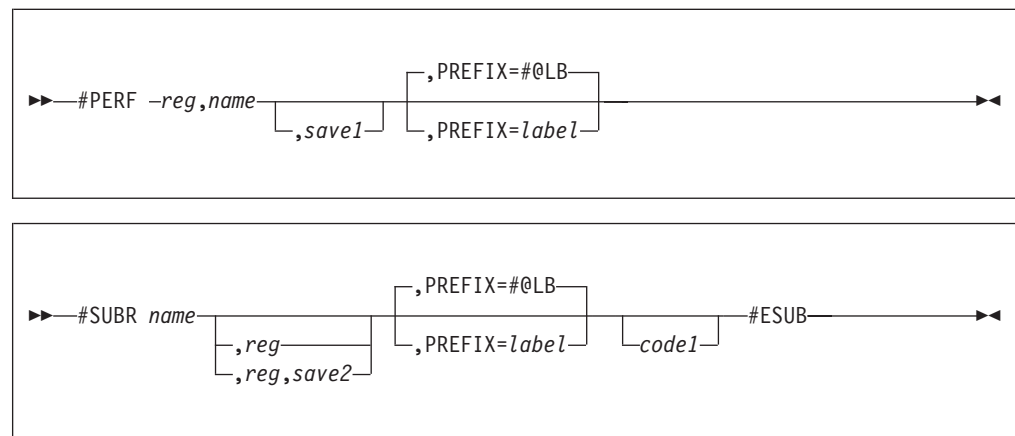 ,PREFIX=#@LB
#PERF reg,name
,save1
,PREFIX=label
,PREFIX=#@LB
#SUBR name
#ESUB
,reg
,PREFIX=label
code1
,reg,save2